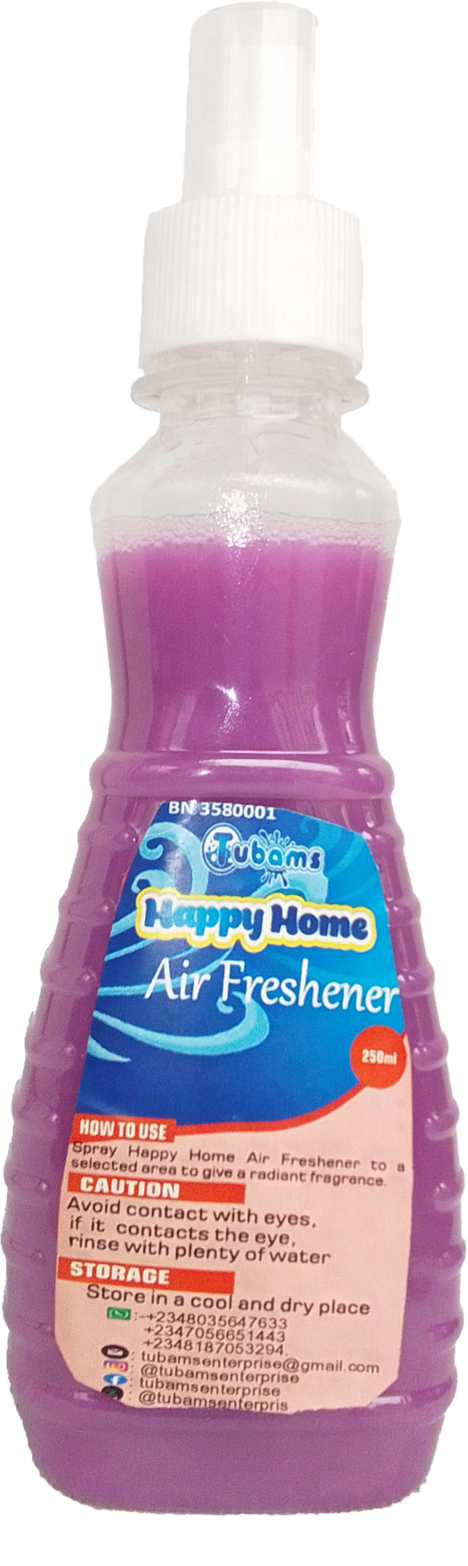 BN 3580001
Tubams
Happy Home
Air Freshener
250ml
HOW TO USE
Spray Happy Home Air Freshener to a
selected area to give a radiant fragrance.
CAUTION
Avoid contact with eyes,
if it contacts the eye,
rinse with plenty of water
STORAGE
Store in a cool and dry place
:-+2348035647633
+2347056651443
+2348187053294.
: tubamsenterprise@gmail.com
: @tubamsenterprise
: tubamsenterprise
: @tubamsenterpris